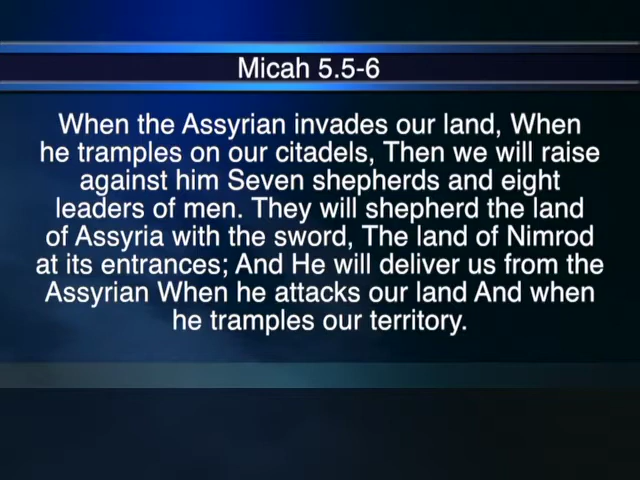 Micah 5.5-6
When the Assyrian invades our land, When
he tramples on our citadels, Then we will raise
against him Seven shepherds and eight
leaders of men. They will shepherd the land
of Assyria with the sword, The land of Nimrod
at its entrances; And He will deliver us from the
Assyrian When he attacks our land And when
he tramples our territory.